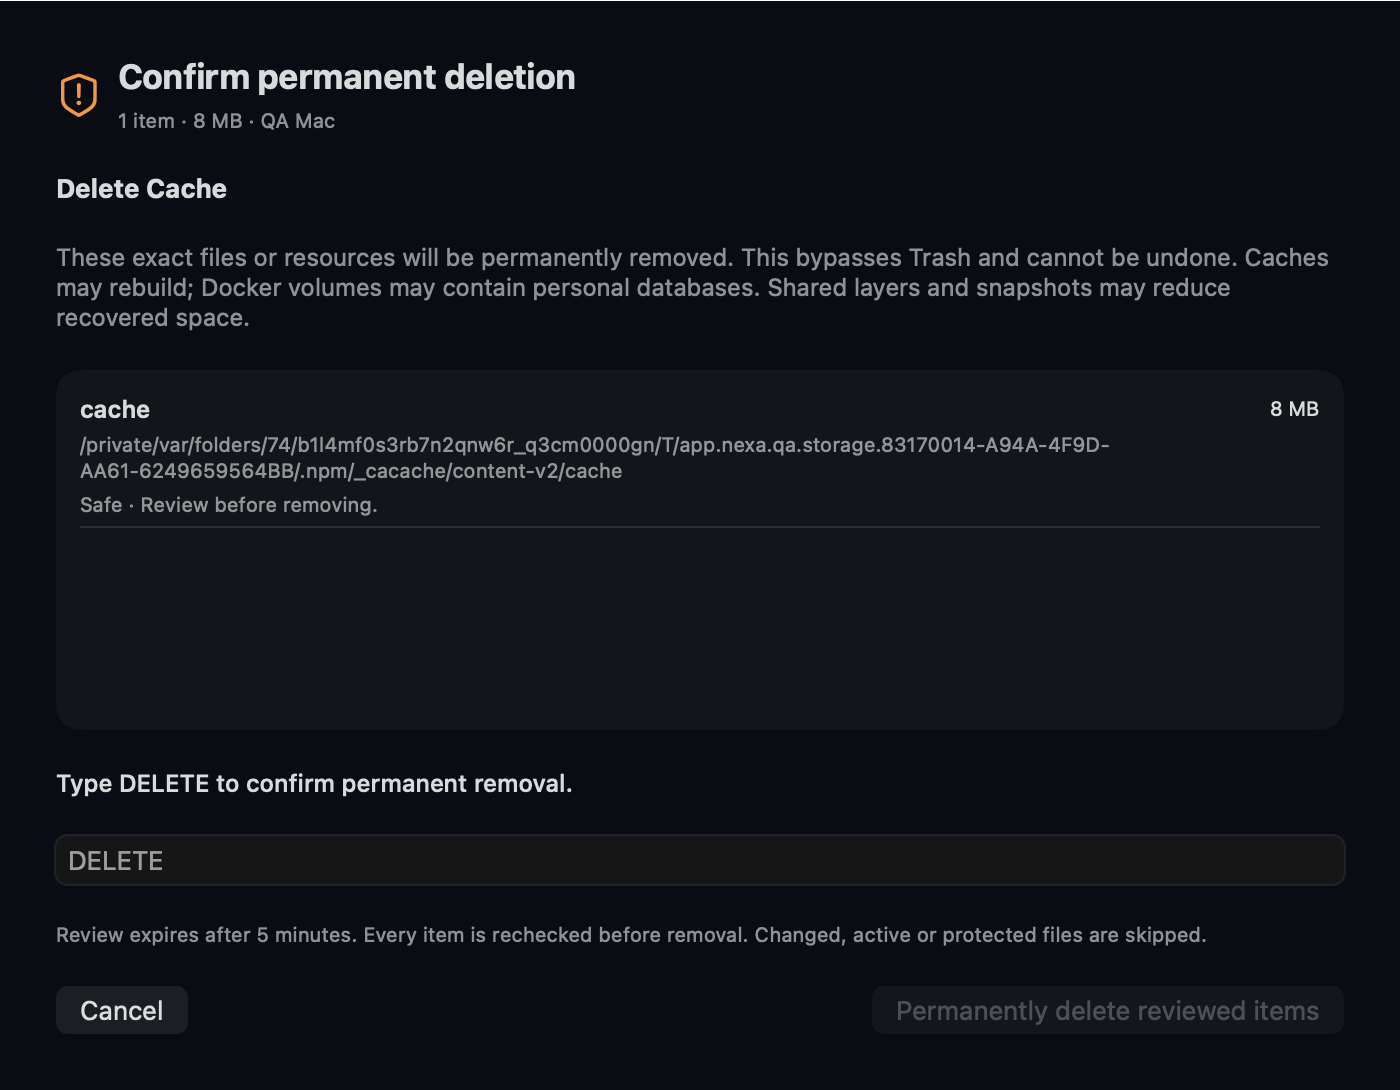 Confirm permanent deletion
1 item · 8 MB · QA Mac
Delete Cache
These exact files or resources will be permanently removed. This bypasses Trash and cannot be undone. Caches
may rebuild; Docker volumes may contain personal databases. Shared layers and snapshots may reduce
recovered space.
cache
8 MB
/private/var/folders/74/b1l4mf0s3rb7n2qnw6r_q3cm0000gn/T/app.nexa.qa.storage.83170014-A94A-4F9D-
AA61-6249659564BB/.npm/_cacache/content-v2/cache
Safe · Review before removing.
Type DELETE to confirm permanent removal.
DELETE
Review expires after 5 minutes. Every item is rechecked before removal. Changed, active or protected files are skipped.
Cancel
Permanently delete reviewed items